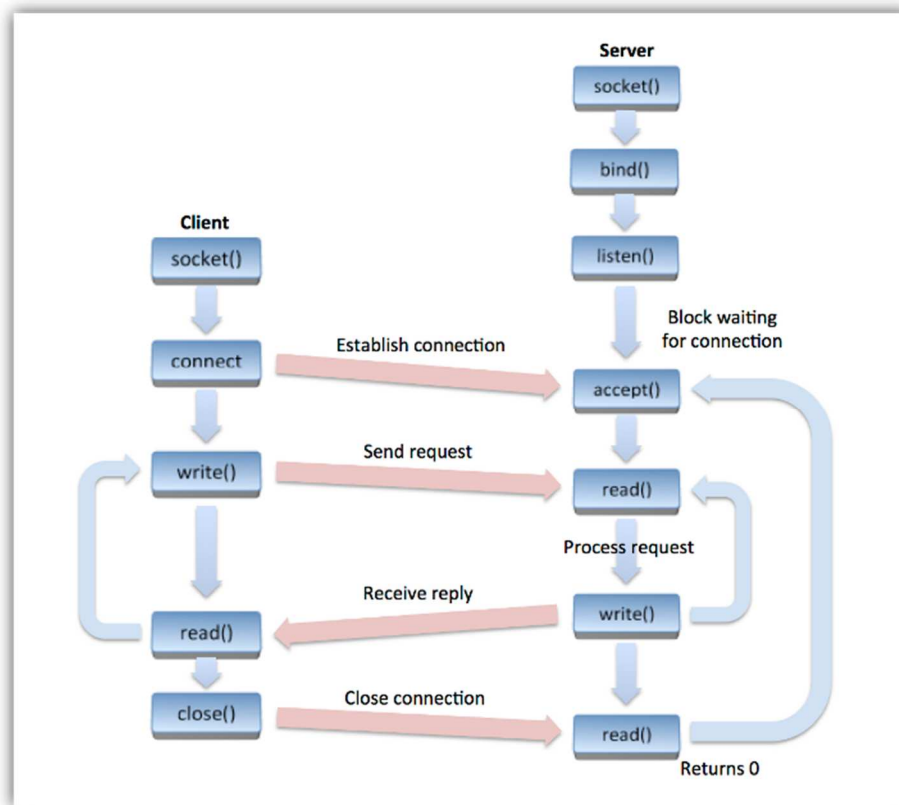 Server
socket()
bind()
Client
socket()
listen()
Block waiting
for connection
Establish connection
connect
accept()
Send request
write()
read()
Process request
Receive reply
write()
read()
Close connection
close()
read()
Returns 0